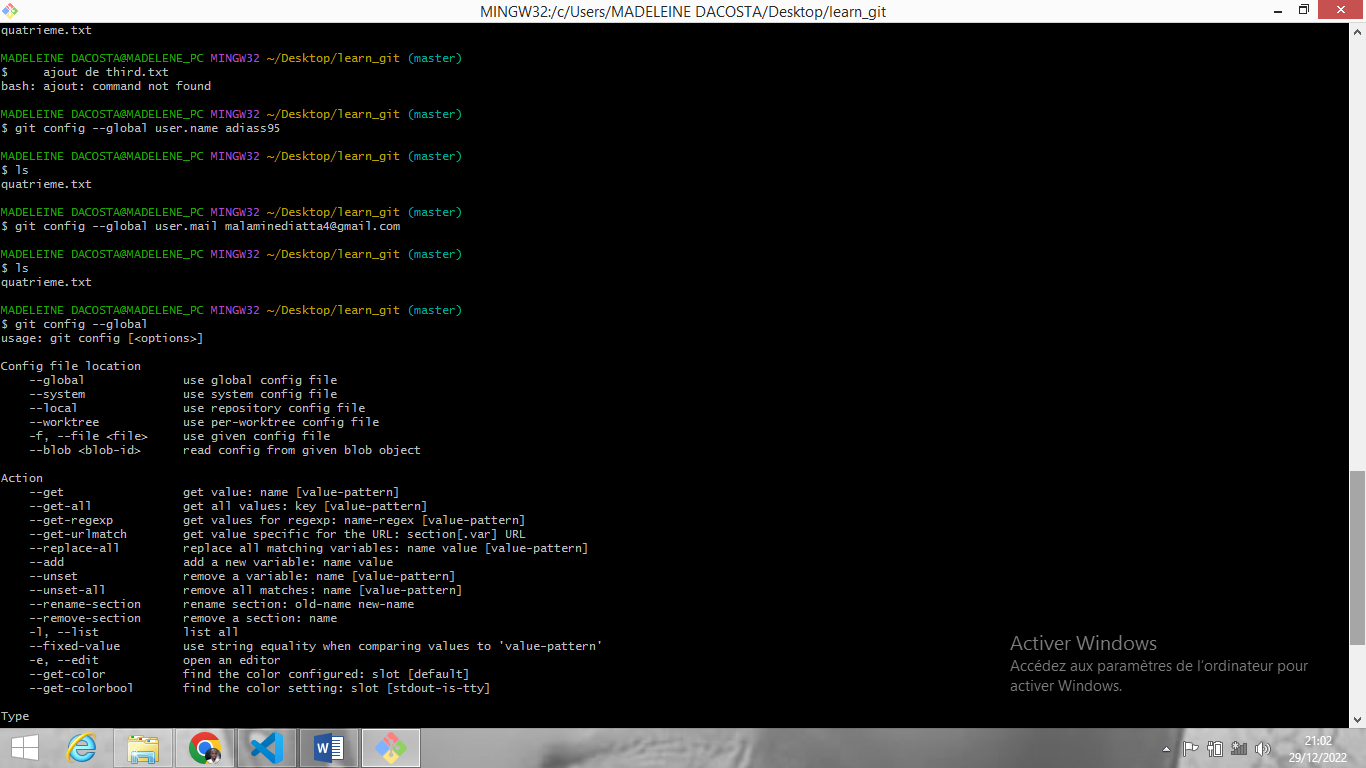 MINGW32:/c/Users/MADELEINE DACOSTA/Desktop/learn_git
quatrieme.txt
MADELEINE DACOSTA@MADELENE_PC MINGW32 ~/Desktop/learn_git (master)
$     ajout de third.txt
bash: ajout: command not found
MADELEINE DACOSTA@MADELENE_PC MINGW32 ~/Desktop/learn_git (master)
$ git config --global user.name adiass95
MADELEINE DACOSTA@MADELENE_PC MINGW32 ~/Desktop/learn_git (master)
$ ls
quatrieme.txt
MADELEINE DACOSTA@MADELENE_PC MINGW32 ~/Desktop/learn_git (master)
$ git config --global user.mail malaminediatta4@gmail.com
MADELEINE DACOSTA@MADELENE_PC MINGW32 ~/Desktop/learn_git (master)
$ ls
quatrieme.txt
MADELEINE DACOSTA@MADELENE_PC MINGW32 ~/Desktop/learn_git (master)
$ git config --global
usage: git config [<options>]
Config file location
    --global              use global config file
    --system              use system config file
    --local               use repository config file
    --worktree            use per-worktree config file
    -f, --file <file>     use given config file
    --blob <blob-id>      read config from given blob object
Action
    --get                 get value: name [value-pattern]
    --get-all             get all values: key [value-pattern]
    --get-regexp          get values for regexp: name-regex [value-pattern]
    --get-urlmatch        get value specific for the URL: section[.var] URL
    --replace-all         replace all matching variables: name value [value-pattern]
    --add                 add a new variable: name value
    --unset               remove a variable: name [value-pattern]
    --unset-all           remove all matches: name [value-pattern]
    --rename-section      rename section: old-name new-name
    --remove-section      remove a section: name
    -l, --list            list all
    --fixed-value         use string equality when comparing values to 'value-pattern'
    -e, --edit            open an editor
    --get-color           find the color configured: slot [default]
    --get-colorbool       find the color setting: slot [stdout-is-tty]
Type
Activer Windows
Accédez aux paramètres de l'ordinateur pour
activer Windows.
21:02
29/12/2022